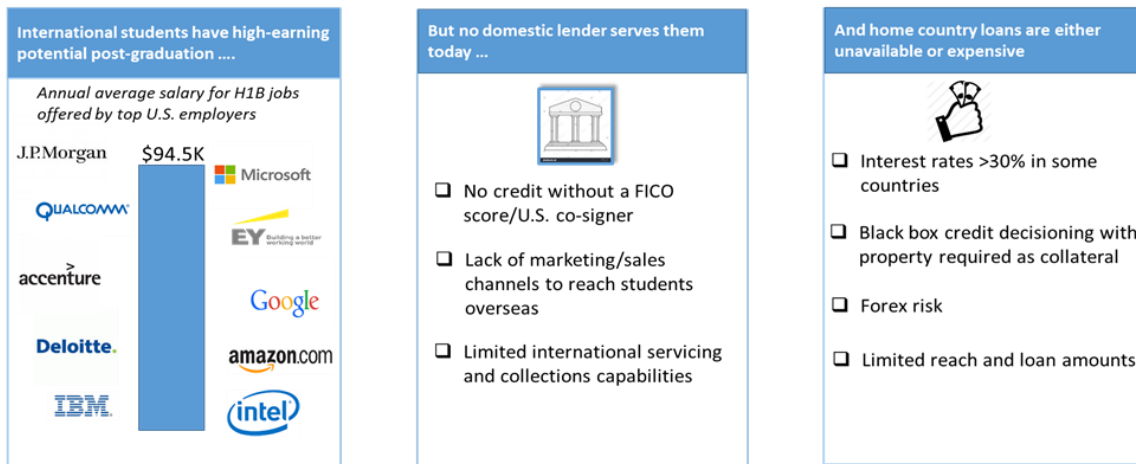 International students have high-earning
potential post-graduation ....
Annual average salary for H1B jobs
offered by top U.S. employers
J.P.Morgan
$94.5K
Microsoft
QUALCOMM
EY Building a better
working world
accenture
Google
Deloitte.
amazon.com
IBM
intel
But no domestic lender serves them
today ...
No credit without a FICO
score/U.S. co-signer
Lack of marketing/sales
channels to reach students
overseas
Limited international servicing
and collections capabilities
And home country loans are either
unavailable or expensive
Interest rates >30% in some
countries
Black box credit decisioning with
property required as collateral
Forex risk
Limited reach and loan amounts